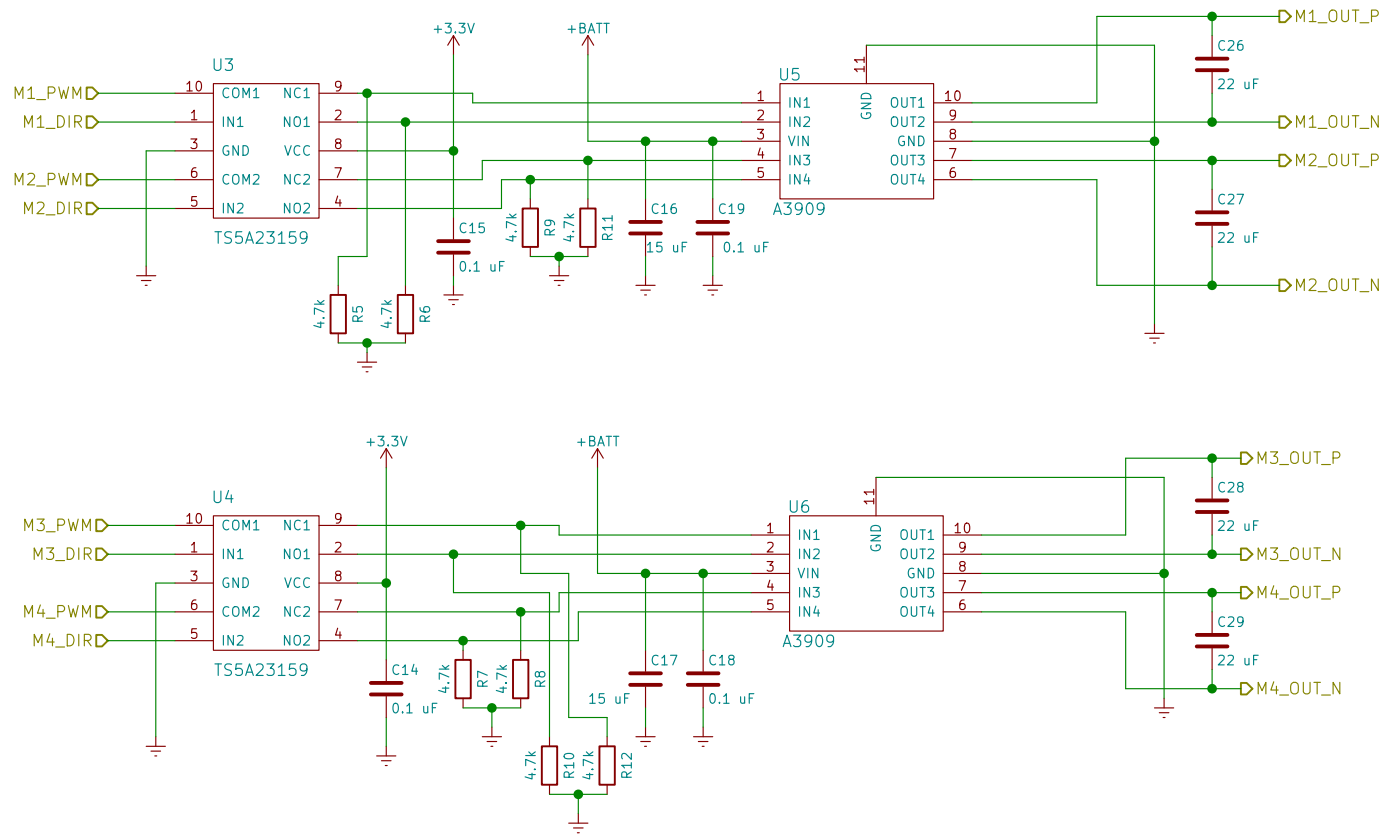 M1_OUT_P
+3.3V
+BATT
C26
22 uF
U3
U5
11
M1_PWM
10
COM1
NC1
9
1
IN1
GND
OUT1
10
M1_DIR
1
IN1
NO1
2
2
IN2
OUT2
9
M1_OUT_N
3
GND
VCC
8
3
VIN
GND
8
4
IN3
OUT3
7
M2_OUT_P
M2_PWM
6
COM2
NC2
7
5
IN4
OUT4
6
M2_DIR
5
IN2
NO2
4
A3909
C27
22 uF
TS5A23159
C15
0.1 uF
4.7k
R9
4.7k
R11
C16
15 uF
C19
0.1 uF
M2_OUT_N
4.7k
R5
4.7k
R6
+3.3V
+BATT
M3_OUT_P
C28
22 uF
U4
U6
11
M3_PWM
10
COM1
NC1
9
1
IN1
GND
OUT1
10
M3_DIR
1
IN1
NO1
2
2
IN2
OUT2
9
M3_OUT_N
3
GND
VCC
8
3
VIN
GND
8
4
IN3
OUT3
7
M4_OUT_P
M4_PWM
6
COM2
NC2
7
5
IN4
OUT4
6
M4_DIR
5
IN2
NO2
4
A3909
C29
22 uF
TS5A23159
C14
0.1 uF
4.7k
R7
4.7k
R8
C17
15 uF
C18
0.1 uF
M4_OUT_N
4.7k
R10
4.7k
R12